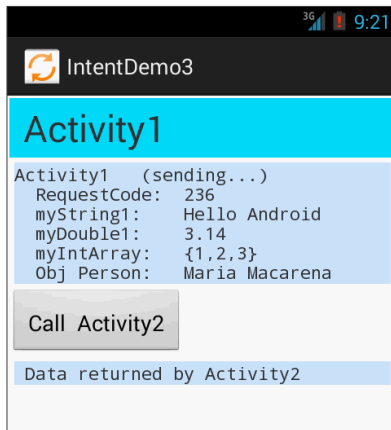 3G 9:21
IntentDemo3
Activity1
Activity1 (sending...)
RequestCode: 236
myString1: Hello Android
myDouble1: 3.14
myIntArray: {1,2,3}
Obj Person: Maria Macarena
Call Activity2
Data returned by Activity2